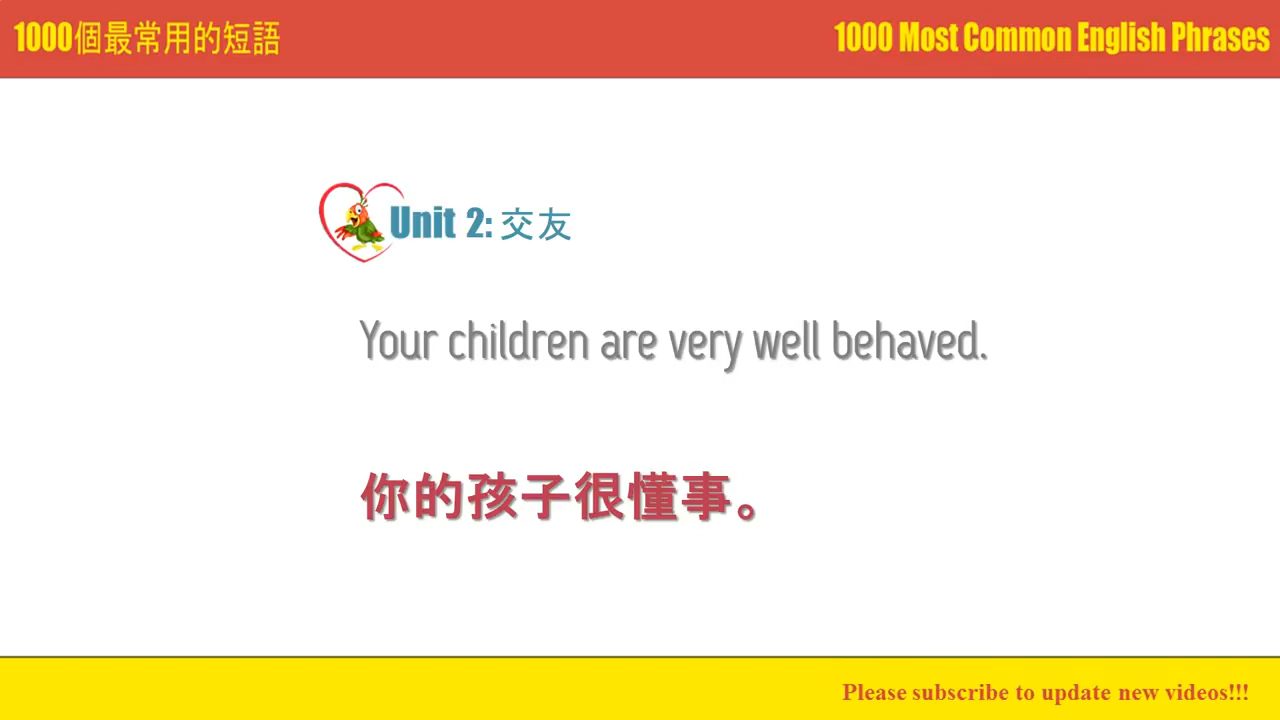 1000個最常用的短語
1000 Most Common English Phrases
Unit 2: 交友
Your children are very well behaved.
你的孩子很懂事。
Please subscribe to update new videos!!!